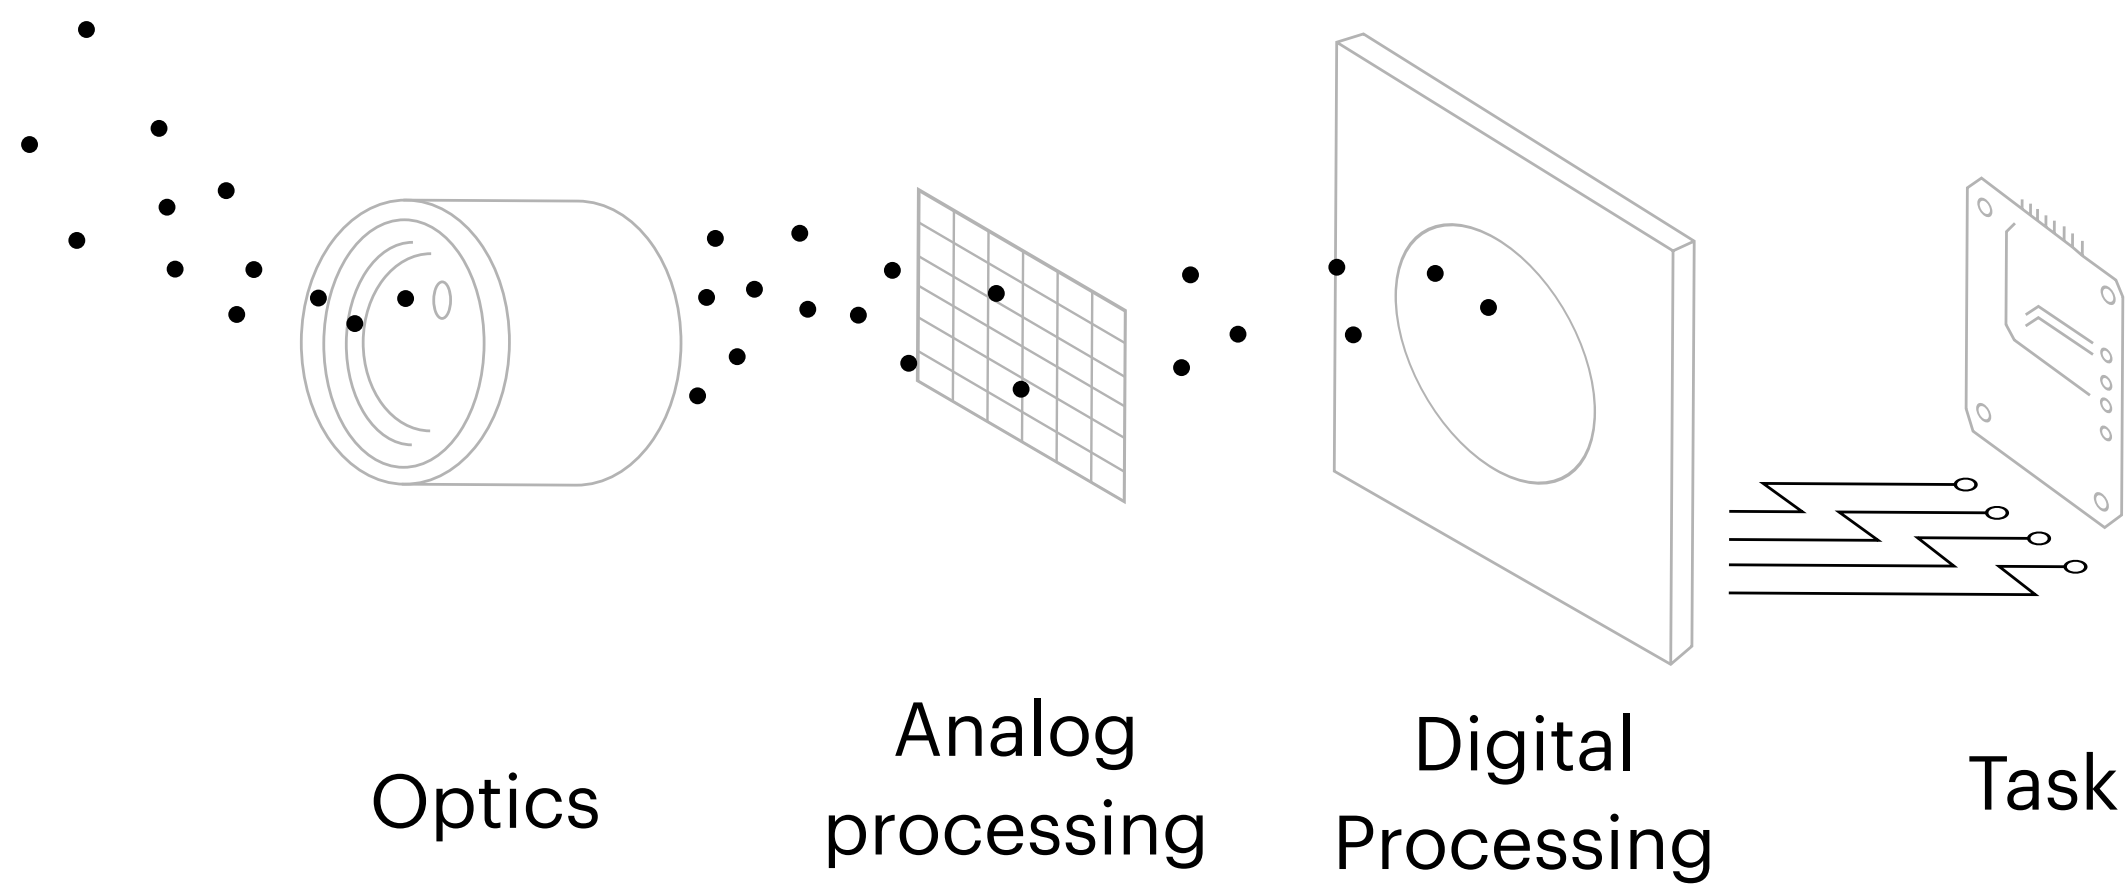 Optics
Analog
processing
Digital
Processing
Task